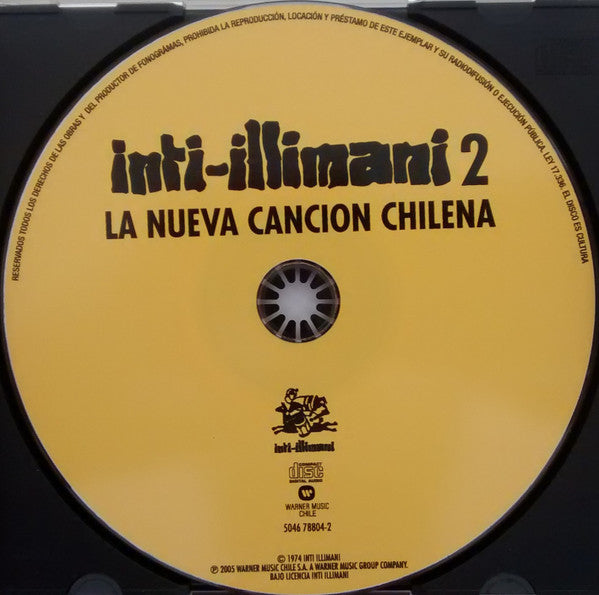 RESERVADOS TODOS LOS DERECHOS DE LAS OBRAS Y DEL PRODUCTOR DE FONOGRÁMAS, PROHIBIDA LA REPRODUCCIÓN, LOCACIÓN Y PRÉSTAMO DE ESTE EJEMPLAR Y SU RADIODIFUSIÓN O EJECUCIÓN PÚBLICA. LEY 17.336. EL DISCO ES CULTURA
inti-illimani 2
LA NUEVA CANCION CHILENA
inti-illimani
COMPACT
disc
DIGITAL AUDIO
WARNER MUSIC
CHILE
5046 78804-2
© 1974 INTI ILLIMANI
℗ 2005 WARNER MUSIC CHILE S.A. A WARNER MUSIC GROUP COMPANY.
BAJO LICENCIA INTI ILLIMANI